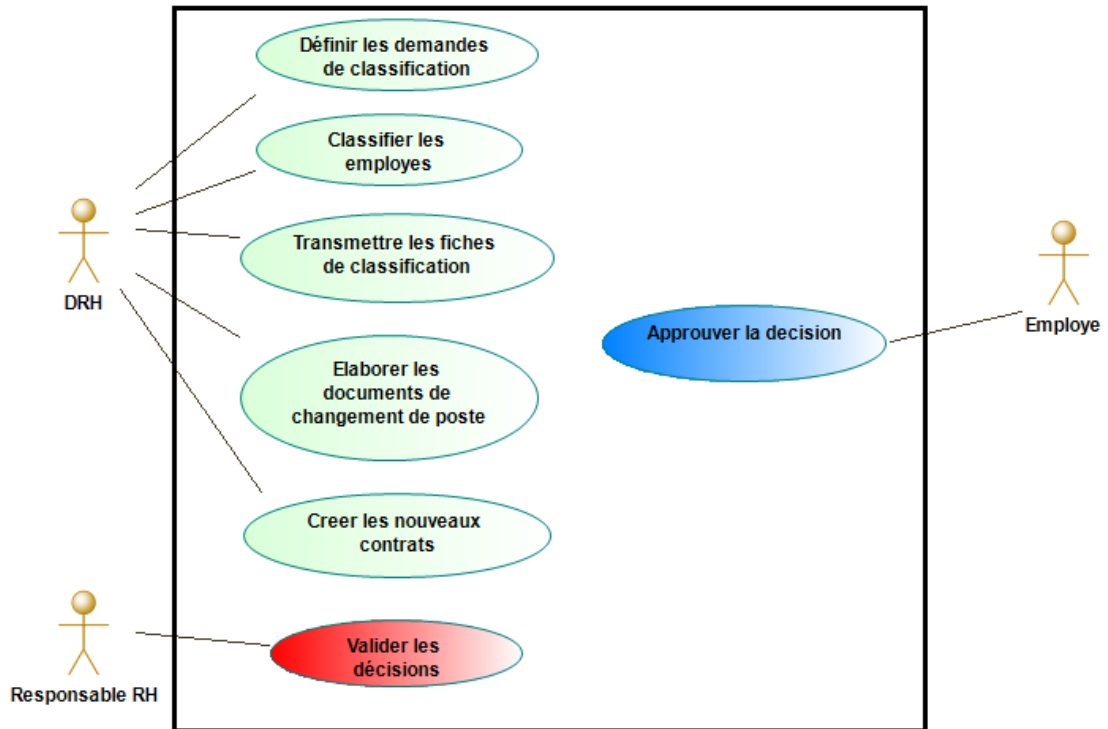 Définir les demandes
de classification
Classifier les
employes
Transmettre les fiches
de classification
DRH
Elaborer les
documents de
changement de poste
Creer les nouveaux
contrats
Valider les
décisions
Responsable RH
Approuver la decision
Employe